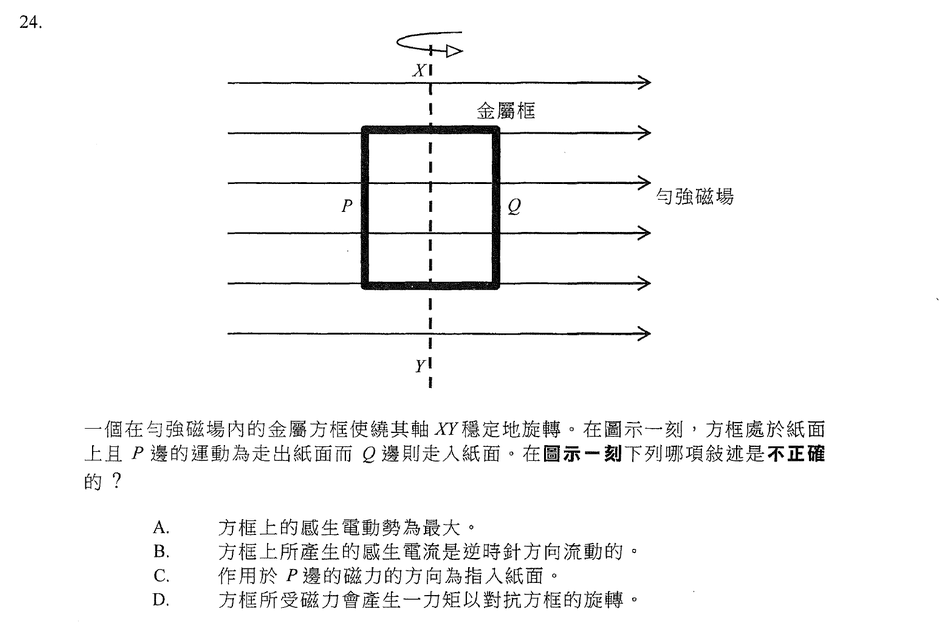 24.
X
金屬框
P
Q
勻強磁場
Y
一個在勻強磁場內的金屬方框使繞其軸 XY 穩定地旋轉。在圖示一刻，方框處於紙面
上且 P 邊的運動為走出紙面而 Q 邊則走入紙面。在圖示一刻下列哪項敍述是不正確
的？
A. 方框上的感生電動勢為最大。
B. 方框上所產生的感生電流是逆時針方向流動的。
C. 作用於 P 邊的磁力的方向為指入紙面。
D. 方框所受磁力會產生一力矩以對抗方框的旋轉。